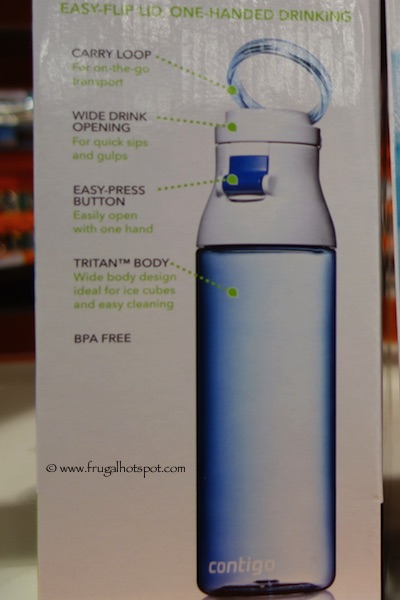 EASY-FLIP LID, ONE-HANDED DRINKING
CARRY LOOP
For on-the-go
transport
WIDE DRINK
OPENING
For quick sips
and gulps
EASY-PRESS
BUTTON
Easily open
with one hand
TRITAN™ BODY
Wide body design
ideal for ice cubes
and easy cleaning
BPA FREE
© www.frugalhotspot.com
contigo